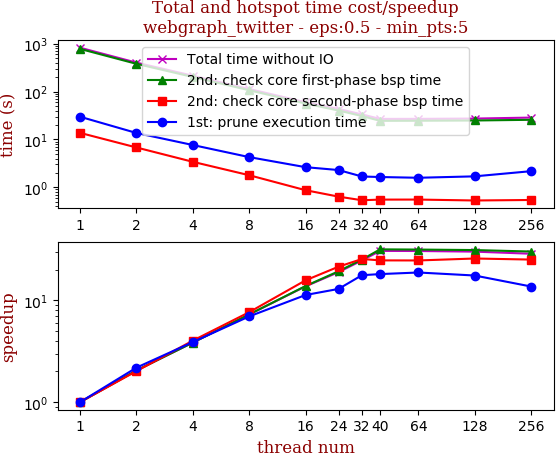 Total and hotspot time cost/speedup
webgraph_twitter - eps:0.5 - min_pts:5
time (s)
10³
10²
10¹
10⁰
Total time without IO
2nd: check core first-phase bsp time
2nd: check core second-phase bsp time
1st: prune execution time
1 2 4 8 16 24 32 40 64 128 256
speedup
10¹
10⁰
1 2 4 8 16 24 32 40 64 128 256
thread num